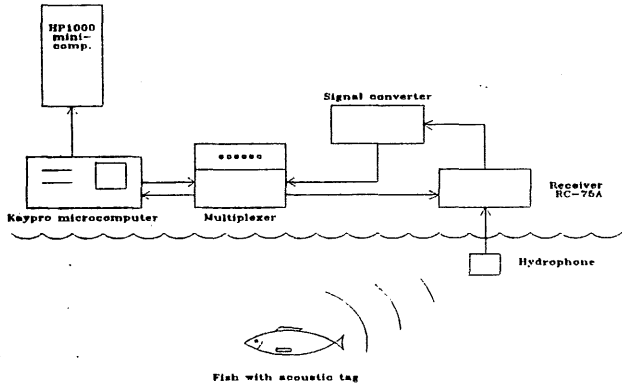 HP1000
mini-
comp.
Signal converter
Kaypro microcomputer
Multiplexer
Receiver
RC-76A
Hydrophone
Fish with acoustic tag